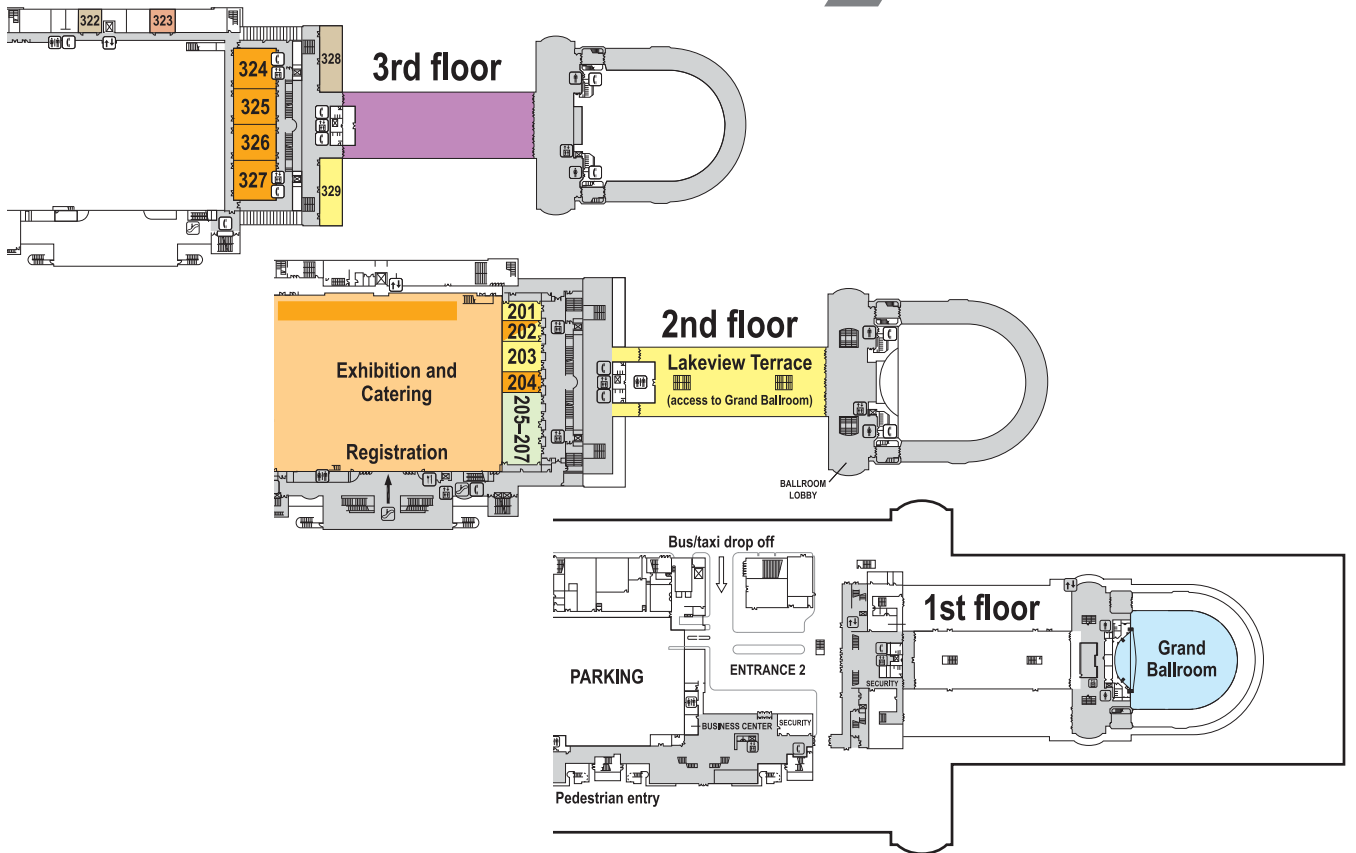 322
323
3rd floor
324
325
326
327
328
329
2nd floor
201
202
203
204
205–207
Exhibition and
Catering
Registration
Lakeview Terrace
(access to Grand Ballroom)
BALLROOM
LOBBY
Bus/taxi drop off
1st floor
PARKING
ENTRANCE 2
Grand
Ballroom
SECURITY
BUSINESS CENTER
SECURITY
Pedestrian entry